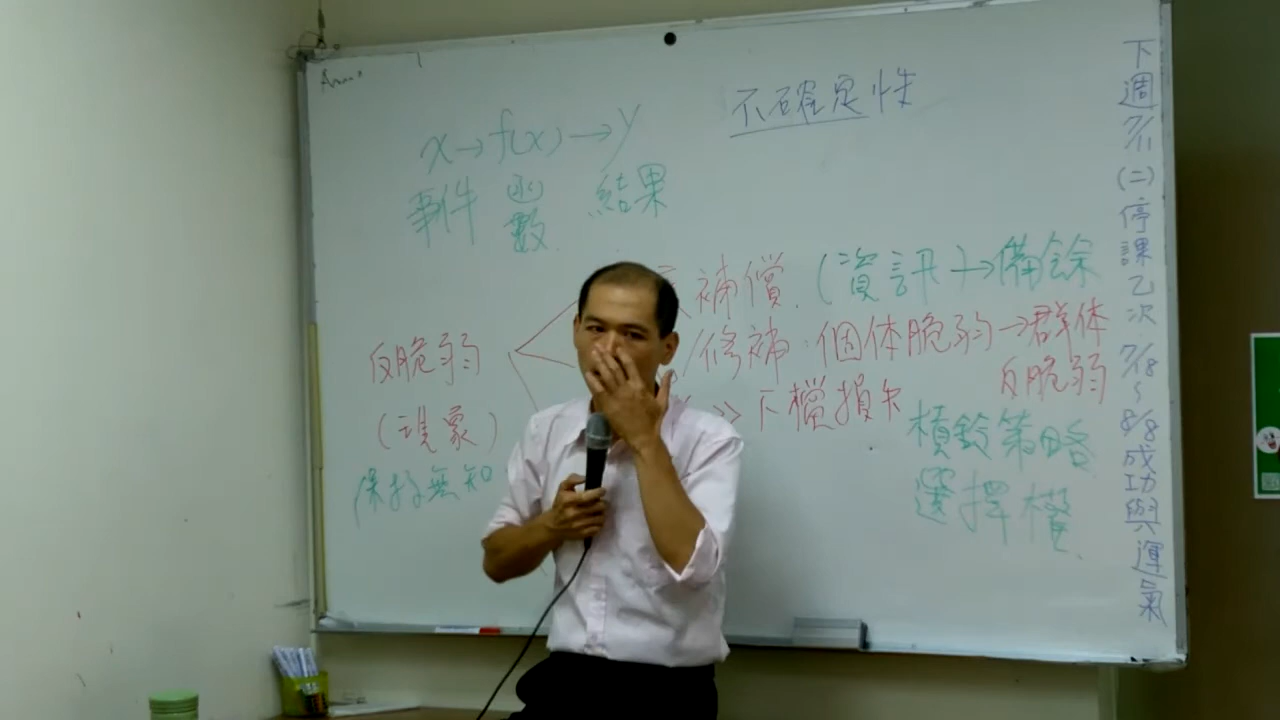 不確定性
x→f(x)→y
事件 函數 結果
補償 (資訊)→備餘
反脆弱
修補:個体脆弱→群体反脆弱
(現象)
>> 下檔損失
保持無知
槓鈴策略
選擇權
下週7/11(二)停課乙次 7/18~8/8成功與運氣